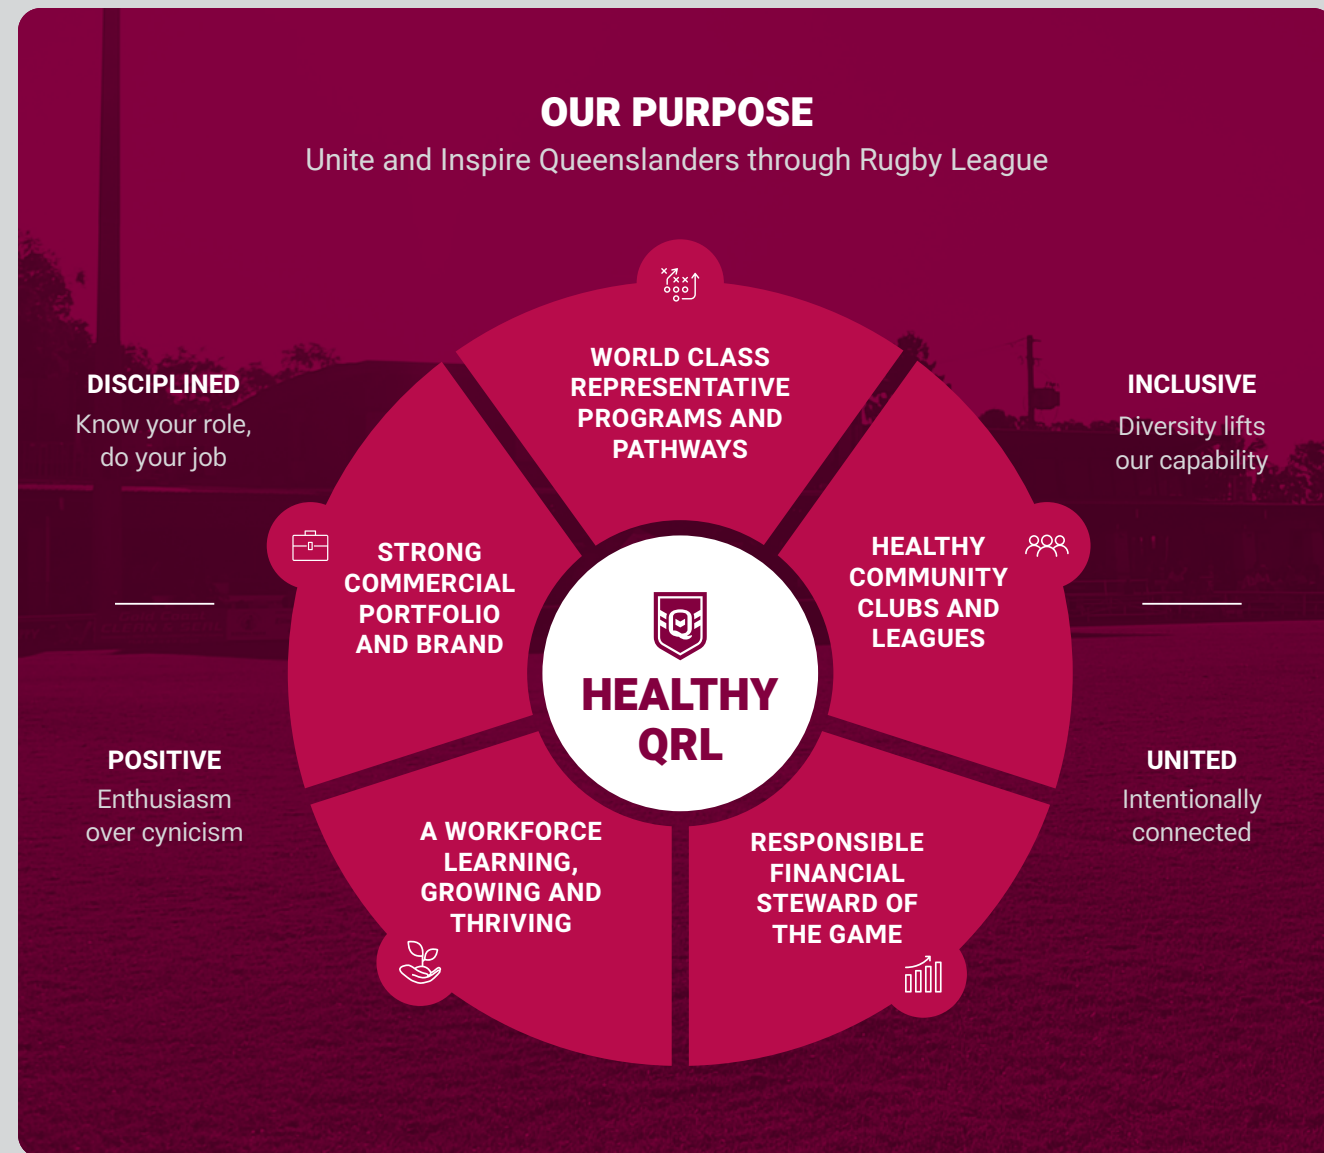 OUR PURPOSE
Unite and Inspire Queenslanders through Rugby League
WORLD CLASS
REPRESENTATIVE
PROGRAMS AND
PATHWAYS
DISCIPLINED
Know your role,
do your job
INCLUSIVE
Diversity lifts
our capability
STRONG
COMMERCIAL
PORTFOLIO
AND BRAND
HEALTHY
COMMUNITY
CLUBS AND
LEAGUES
Q
HEALTHY
QRL
POSITIVE
Enthusiasm
over cynicism
UNITED
Intentionally
connected
A WORKFORCE
LEARNING,
GROWING AND
THRIVING
RESPONSIBLE
FINANCIAL
STEWARD OF
THE GAME